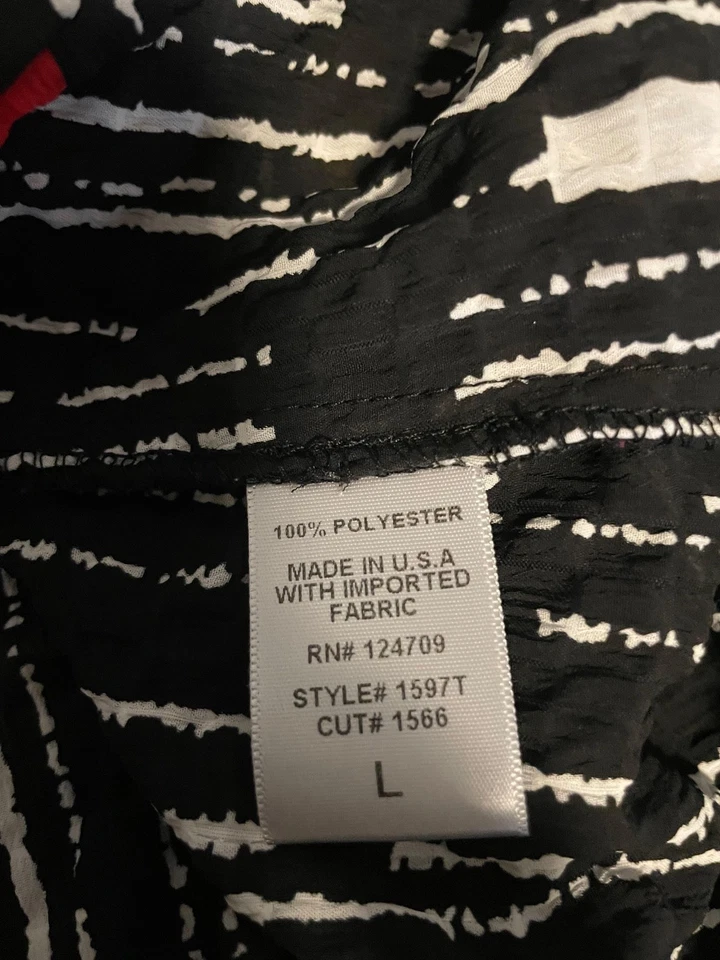 100% POLYESTER
MADE IN U.S.A
WITH IMPORTED
FABRIC
RN# 124709
STYLE# 1597T
CUT# 1566
L